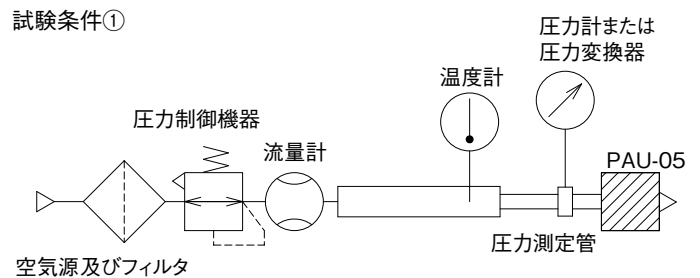 試験条件①
圧力計または
圧力変換器
温度計
圧力制御機器
流量計
PAU-05
圧力測定管
空気源及びフィルタ